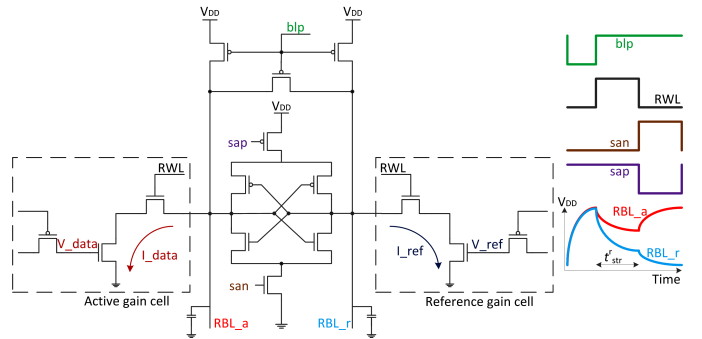 VDD
VDD
blp
blp
VDD
sap
RWL
RWL
RWL
san
sap
V_data
I_data
I_ref
V_ref
VDD
RBL_a
RBL_r
t^r_str
Time
san
Active gain cell
Reference gain cell
RBL_a
RBL_r